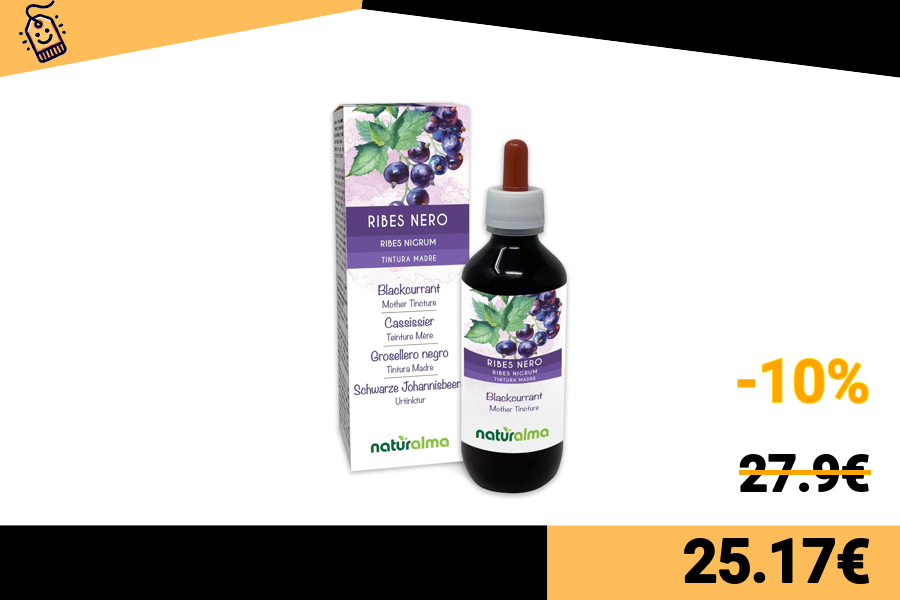 RIBES NERO
RIBES NIGRUM
TINTURA MADRE
Blackcurrant
Mother Tincture
Cassissier
Teinture Mère
Grosellero negro
Tintura Madre
Schwarze Johannisbeer
Urtinktur
naturalma
RIBES NERO
RIBES NIGRUM
TINTURA MADRE
Blackcurrant
Mother Tincture
naturalma
-10%
27.9€
25.17€